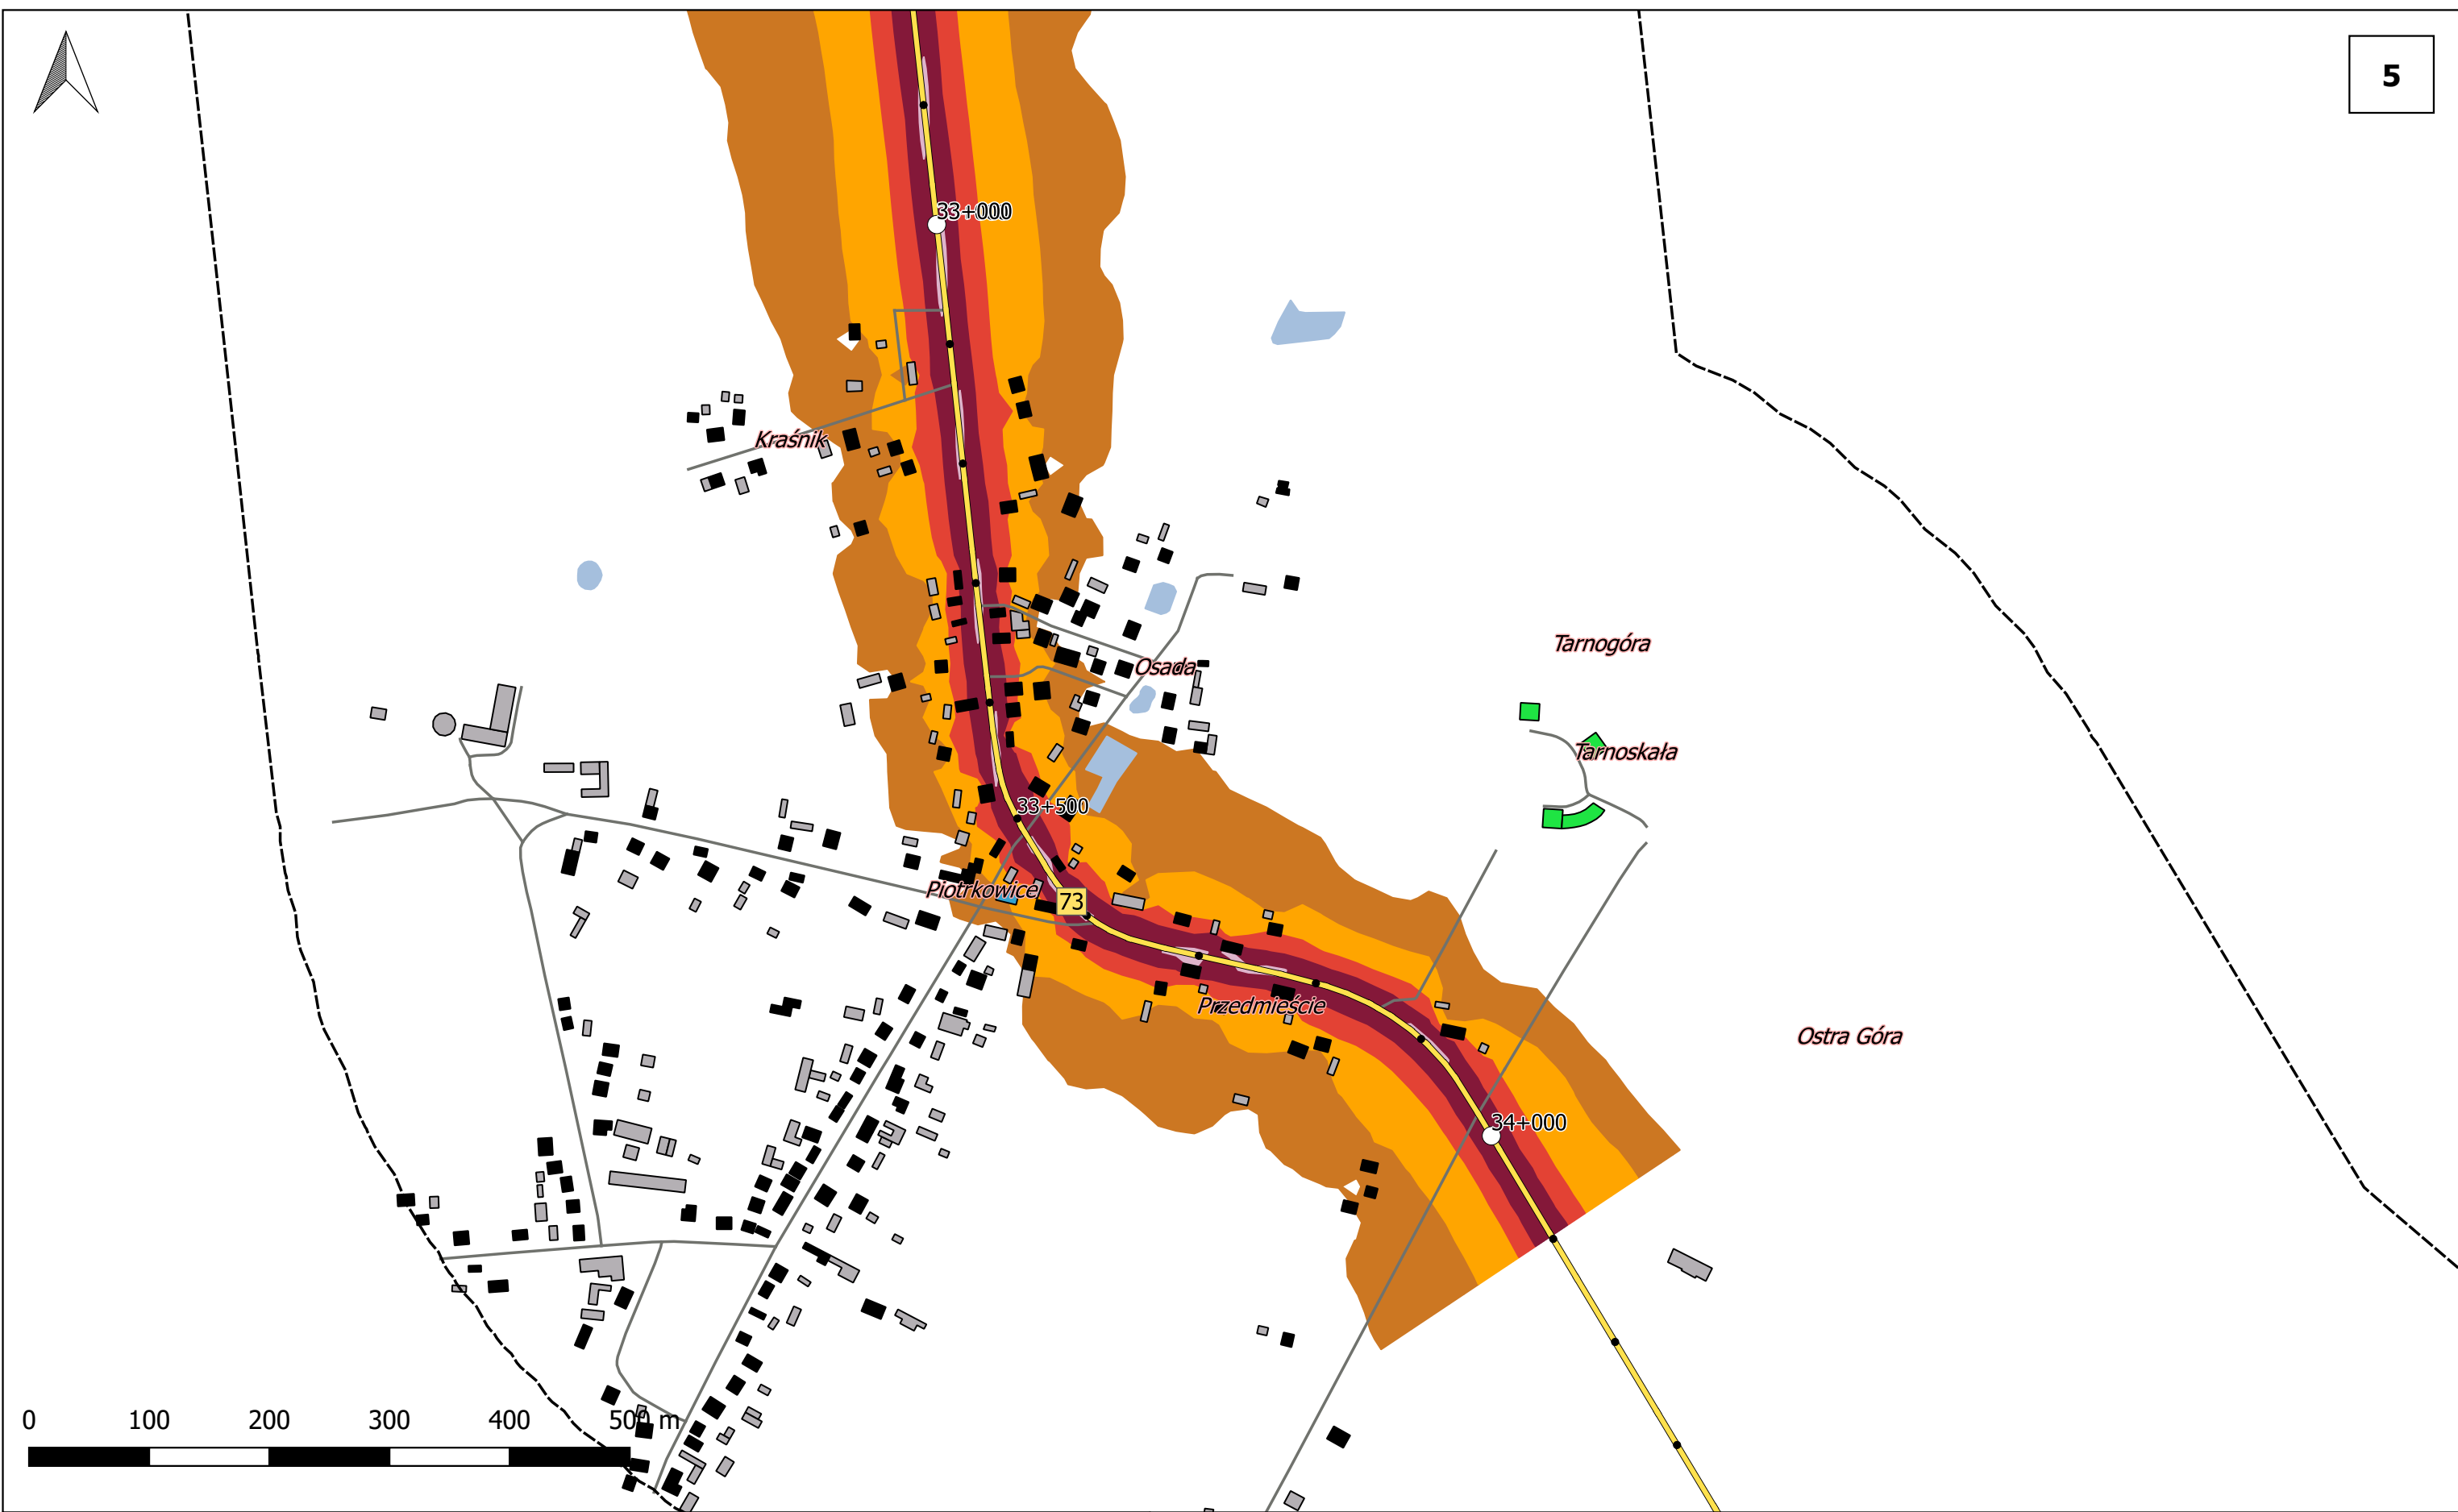 5
33+000
Kraśnik
Tarnogóra
Osada
Tarnoskała
33+500
Piotrkowice
73
Przedmieście
Ostra Góra
34+000
0 100 200 300 400 500 m